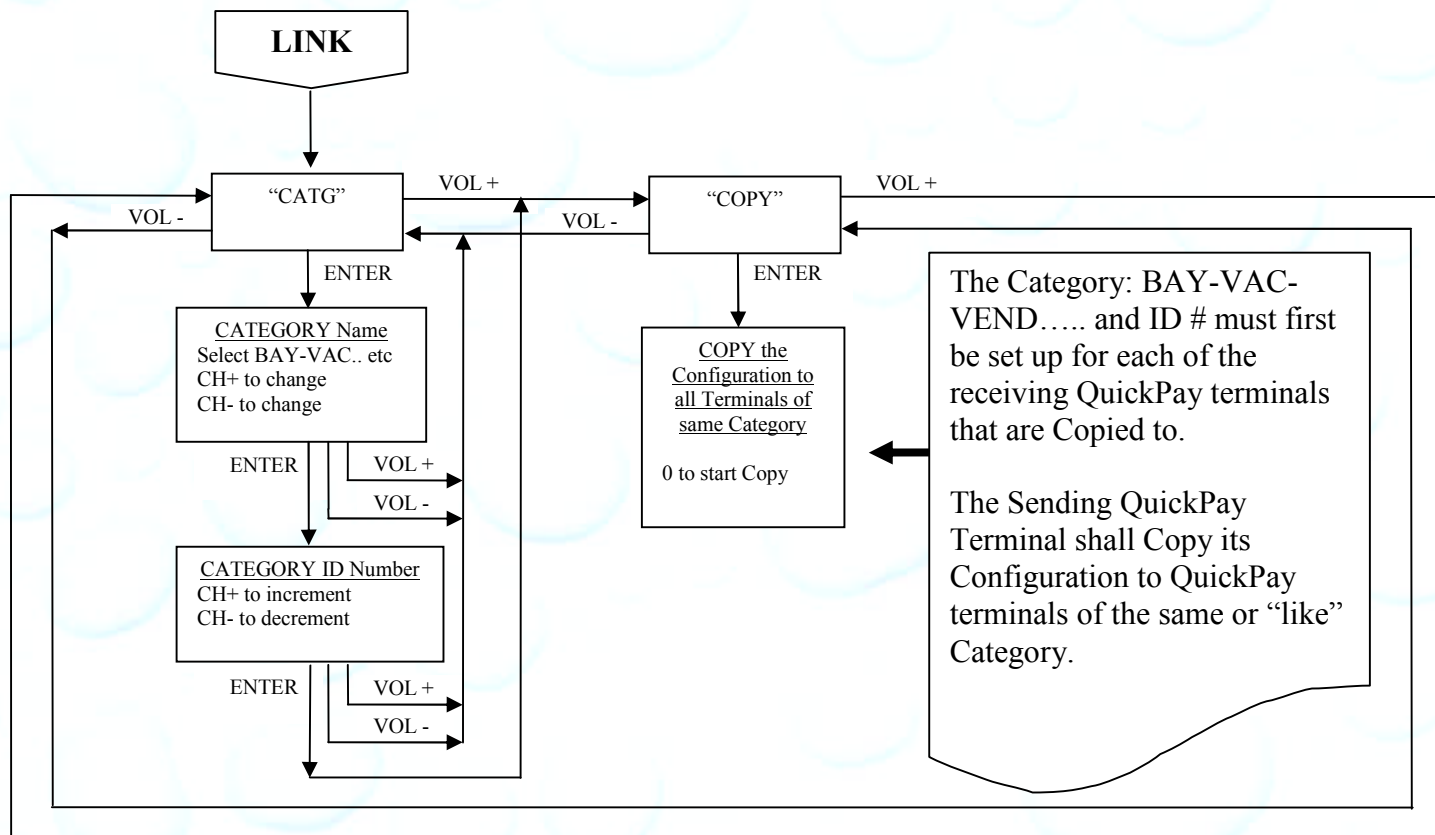 LINK
“CATG”
VOL +
“COPY”
VOL +
VOL -
VOL -
ENTER
ENTER
CATEGORY Name
Select BAY-VAC.. etc
CH+ to change
CH- to change
COPY the
Configuration to
all Terminals of
same Category
0 to start Copy
The Category: BAY-VAC-
VEND….. and ID # must first
be set up for each of the
receiving QuickPay terminals
that are Copied to.
The Sending QuickPay
Terminal shall Copy its
Configuration to QuickPay
terminals of the same or “like”
Category.
ENTER
VOL +
VOL -
CATEGORY ID Number
CH+ to increment
CH- to decrement
ENTER
VOL +
VOL -